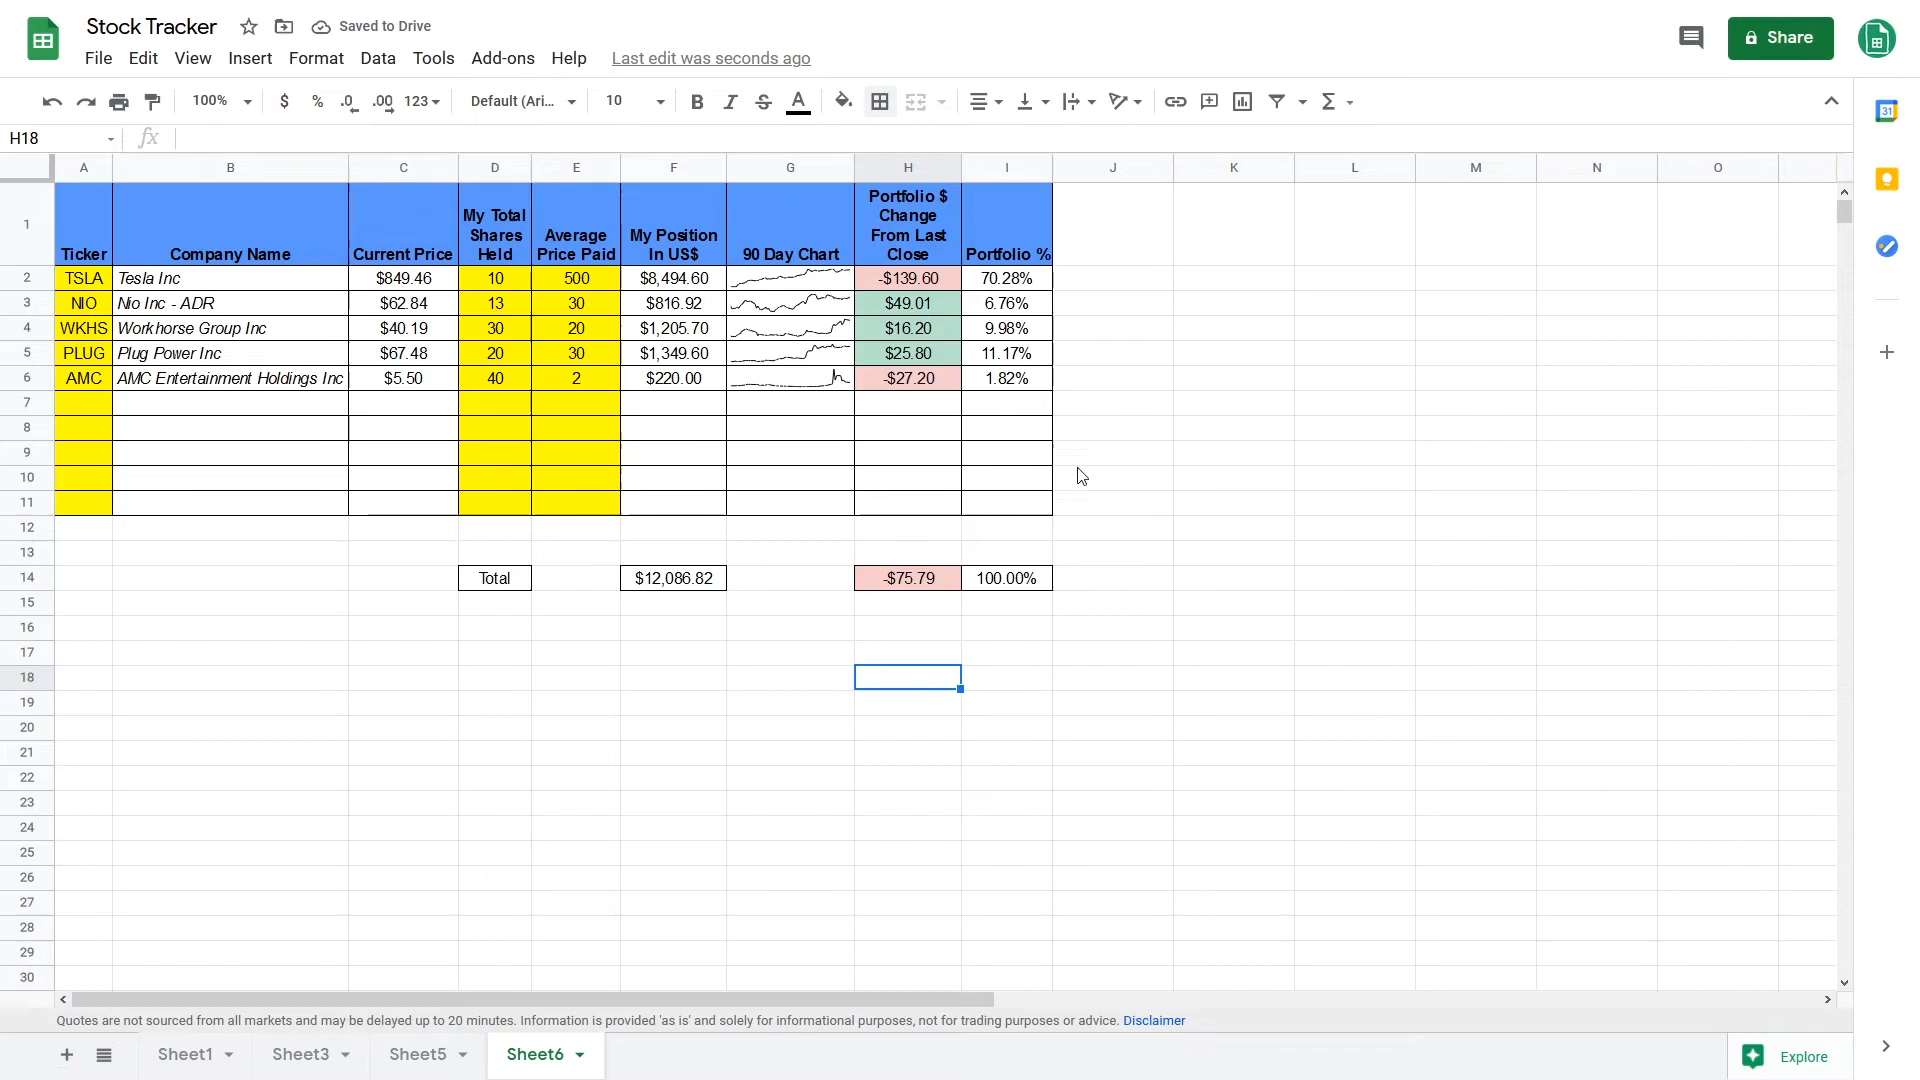 Stock Tracker Saved to Drive
File Edit View Insert Format Data Tools Add-ons Help Last edit was seconds ago
Share
100% $ % .0 .00 123 Default (Ari... 10 B I S A Σ
31
H18 fx
A B C D E F G H I J K L M N O
1 Ticker Company Name Current Price My Total Shares Held Average Price Paid My Position In US$ 90 Day Chart Portfolio $ Change From Last Close Portfolio %
2 TSLA Tesla Inc $849.46 10 500 $8,494.60 -$139.60 70.28%
3 NIO Nio Inc - ADR $62.84 13 30 $816.92 $49.01 6.76%
4 WKHS Workhorse Group Inc $40.19 30 20 $1,205.70 $16.20 9.98%
5 PLUG Plug Power Inc $67.48 20 30 $1,349.60 $25.80 11.17%
6 AMC AMC Entertainment Holdings Inc $5.50 40 2 $220.00 -$27.20 1.82%
7
8
9
10
11
12
13
14 Total $12,086.82 -$75.79 100.00%
15
16
17
18
19
20
21
22
23
24
25
26
27
28
29
30
Quotes are not sourced from all markets and may be delayed up to 20 minutes. Information is provided 'as is' and solely for informational purposes, not for trading purposes or advice. Disclaimer
Sheet1 Sheet3 Sheet5 Sheet6 Explore